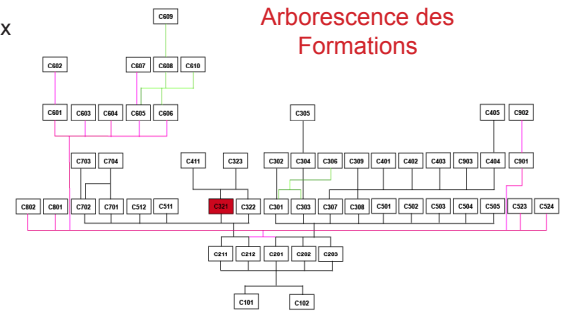 x
Arborescence des
Formations
C609
C602 C607 C608 C610
C601 C603 C604 C605 C606
C305 C405 C902
C703 C704 C411 C323 C302 C304 C306 C309 C401 C402 C403 C903 C404 C901
C802 C801 C702 C701 C512 C511 C321 C322 C301 C303 C307 C308 C501 C502 C503 C504 C505 C523 C524
C211 C212 C201 C202 C203
C101 C102